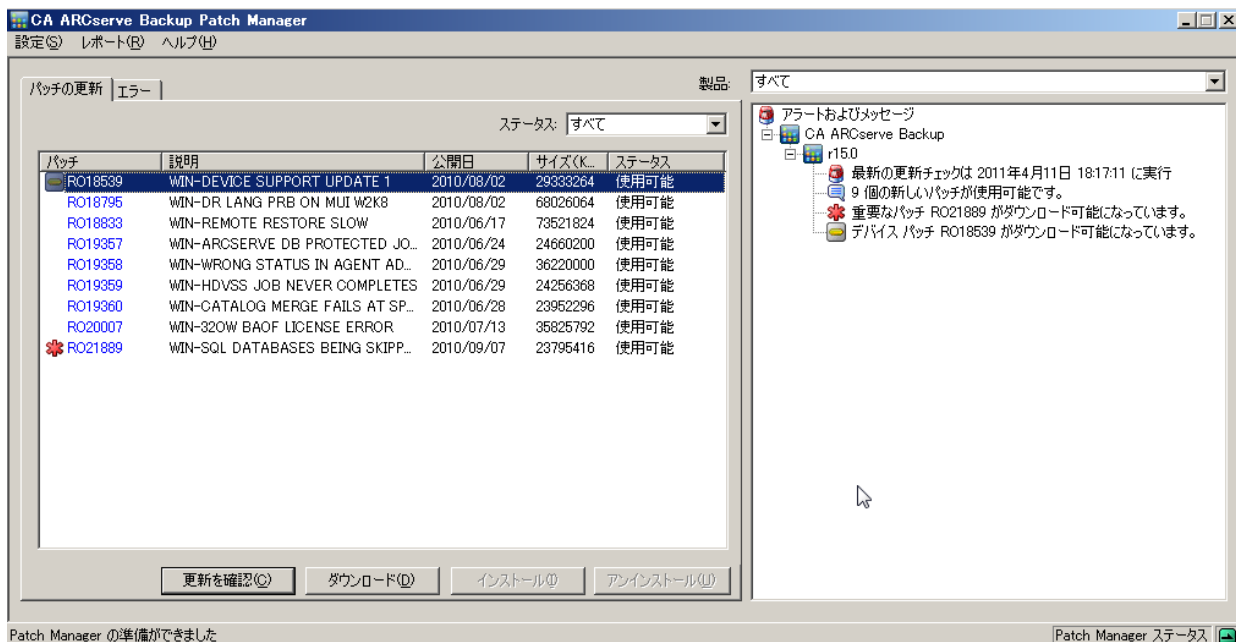 CA ARCserve Backup Patch Manager
設定(S) レポート(R) ヘルプ(H)
パッチの更新 エラー
製品: すべて
ステータス: すべて
パッチ 説明 公開日 サイズ(K... ステータス
RO18539 WIN-DEVICE SUPPORT UPDATE 1 2010/08/02 29333264 使用可能
RO18795 WIN-DR LANG PRB ON MUI W2K8 2010/08/02 68026064 使用可能
RO18833 WIN-REMOTE RESTORE SLOW 2010/06/17 73521824 使用可能
RO19357 WIN-ARCSERVE DB PROTECTED JO... 2010/06/24 24660200 使用可能
RO19358 WIN-WRONG STATUS IN AGENT AD... 2010/06/29 36220000 使用可能
RO19359 WIN-HDVSS JOB NEVER COMPLETES 2010/06/29 24256368 使用可能
RO19360 WIN-CATALOG MERGE FAILS AT SP... 2010/06/28 23952296 使用可能
RO20007 WIN-32OW BAOF LICENSE ERROR 2010/07/13 35825792 使用可能
RO21889 WIN-SQL DATABASES BEING SKIPP... 2010/09/07 23795416 使用可能
更新を確認(C) ダウンロード(D) インストール(I) アンインストール(U)
アラートおよびメッセージ
CA ARCserve Backup
r15.0
最新の更新チェックは 2011年4月11日 18:17:11 に実行
9 個の新しいパッチが使用可能です。
重要なパッチ RO21889 がダウンロード可能になっています。
デバイス パッチ RO18539 がダウンロード可能になっています。
Patch Manager の準備ができました
Patch Manager ステータス